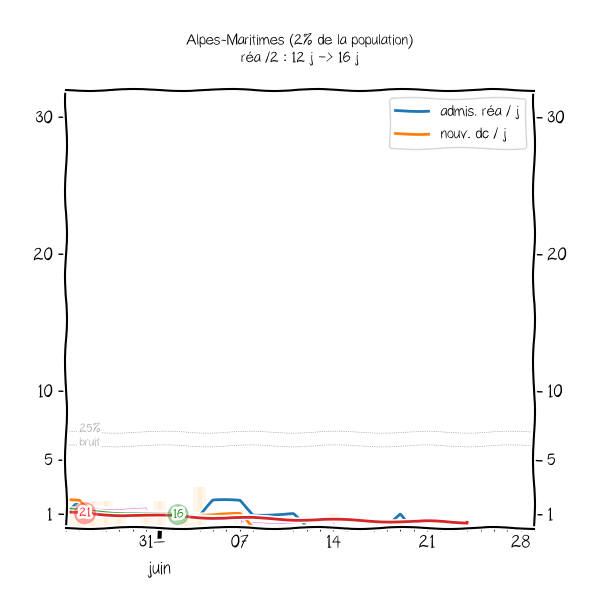 Alpes-Maritimes (2% de la population)
réa /2 : 12 j -> 16 j
admis. réa / j
nouv. dc / j
30 30
20 20
10 10
25%
bruit
5 5
1 21 16 1
31 07 14 21 28
juin